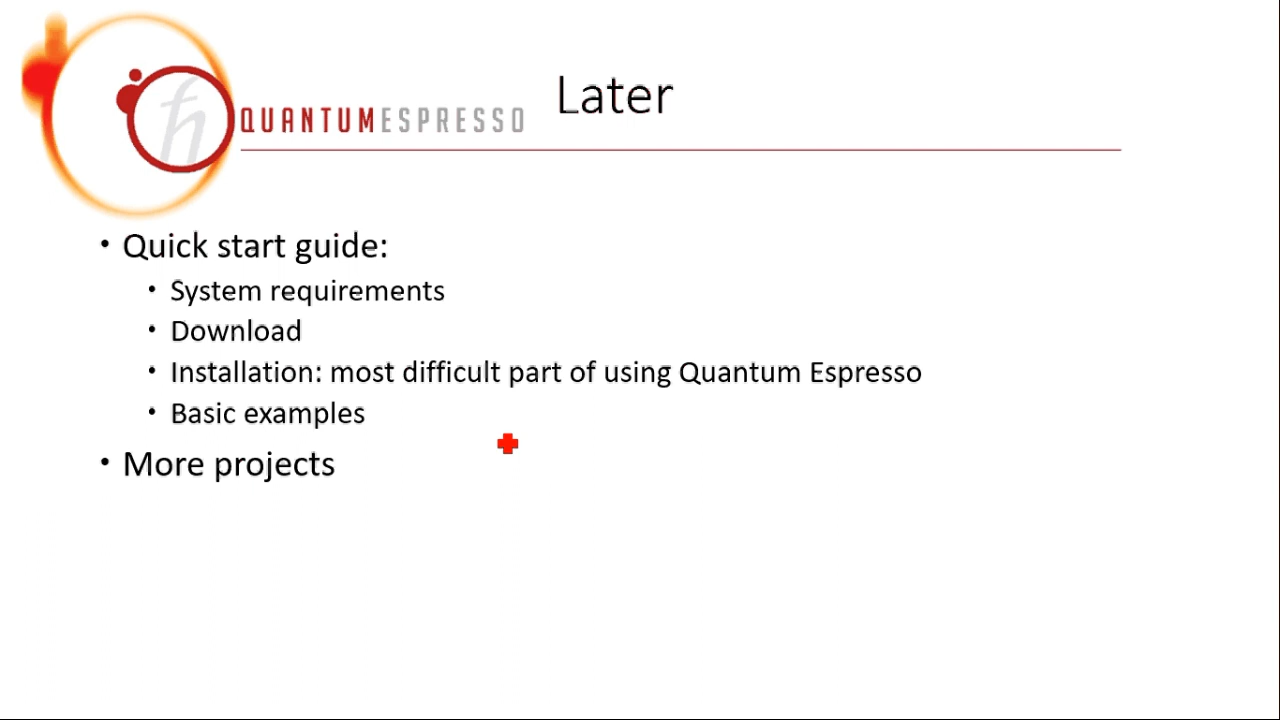 Later
ħ
QUANTUMESPRESSO
• Quick start guide:
• System requirements
• Download
• Installation: most difficult part of using Quantum Espresso
• Basic examples
• More projects